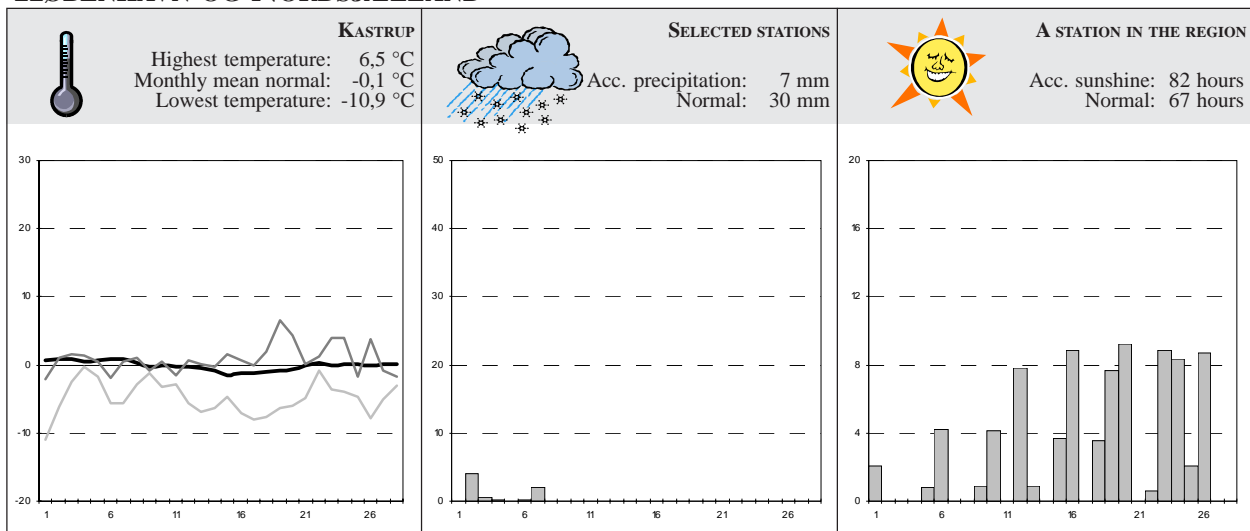 KASTRUP
Highest temperature: 6,5 °C
Monthly mean normal: -0,1 °C
Lowest temperature: -10,9 °C
SELECTED STATIONS
Acc. precipitation: 7 mm
Normal: 30 mm
A STATION IN THE REGION
Acc. sunshine: 82 hours
Normal: 67 hours
30
20
10
0
-10
-20
1 6 11 16 21 26
50
40
30
20
10
0
1 6 11 16 21 26
20
16
12
8
4
0
1 6 11 16 21 26